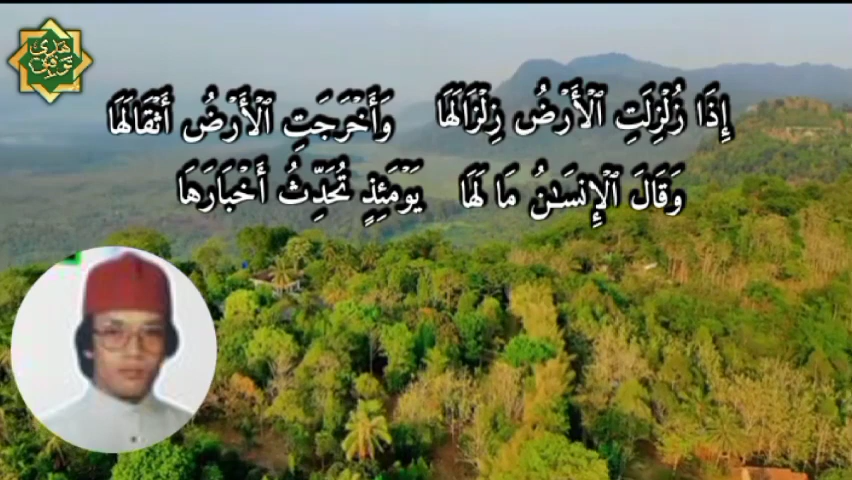 إِذَا زُلْزِلَتِ ٱلْأَرْضُ زِلْزَالَهَا وَأَخْرَجَتِ ٱلْأَرْضُ أَثْقَالَهَا
وَقَالَ ٱلْإِنسَـٰنُ مَا لَهَا يَوْمَئِذٍ تُحَدِّثُ أَخْبَارَهَا